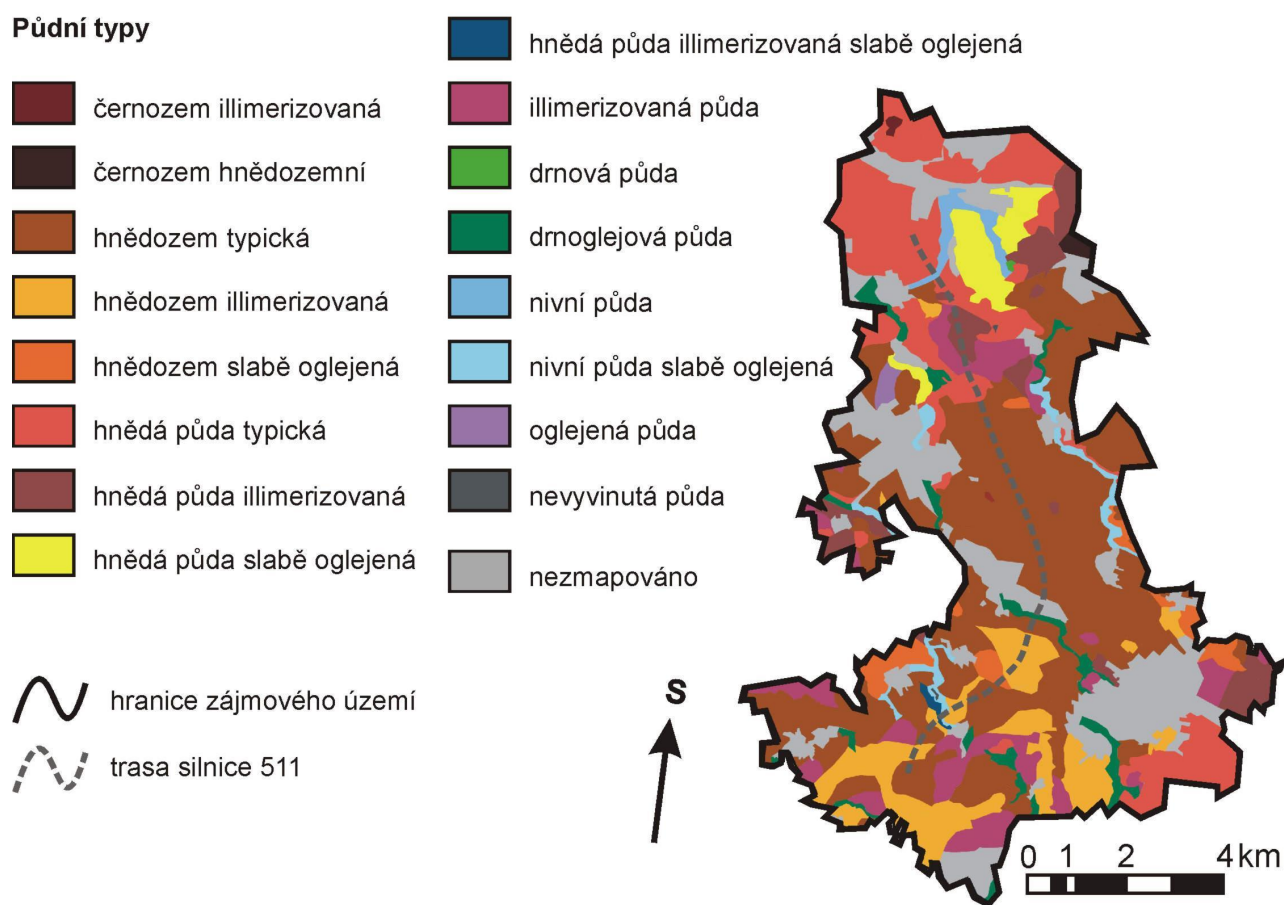 Půdní typy
černozem illimerizovaná
černozem hnědozemní
hnědozem typická
hnědozem illimerizovaná
hnědozem slabě oglejená
hnědá půda typická
hnědá půda illimerizovaná
hnědá půda slabě oglejená
hnědá půda illimerizovaná slabě oglejená
illimerizovaná půda
drnová půda
drnoglejová půda
nivní půda
nivní půda slabě oglejená
oglejená půda
nevyvinutá půda
nezmapováno
hranice zájmového území
trasa silnice 511
S
0 1 2 4 km